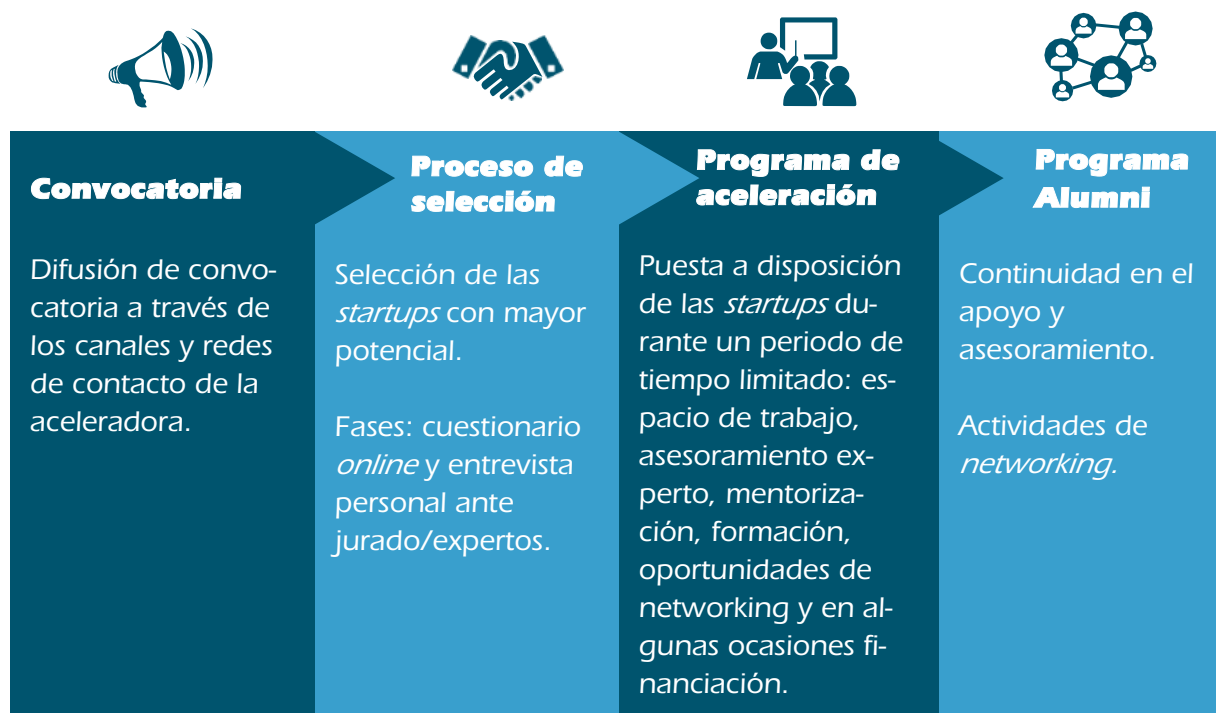 Convocatoria
Difusión de convo-
catoria a través de
los canales y redes
de contacto de la
aceleradora.
Proceso de
selección
Selección de las
startups con mayor
potencial.
Fases: cuestionario
online y entrevista
personal ante
jurado/expertos.
Programa de
aceleración
Puesta a disposición
de las startups du-
rante un periodo de
tiempo limitado: es-
pacio de trabajo,
asesoramiento ex-
perto, mentoriza-
ción, formación,
oportunidades de
networking y en al-
gunas ocasiones fi-
nanciación.
Programa
Alumni
Continuidad en el
apoyo y
asesoramiento.
Actividades de
networking.